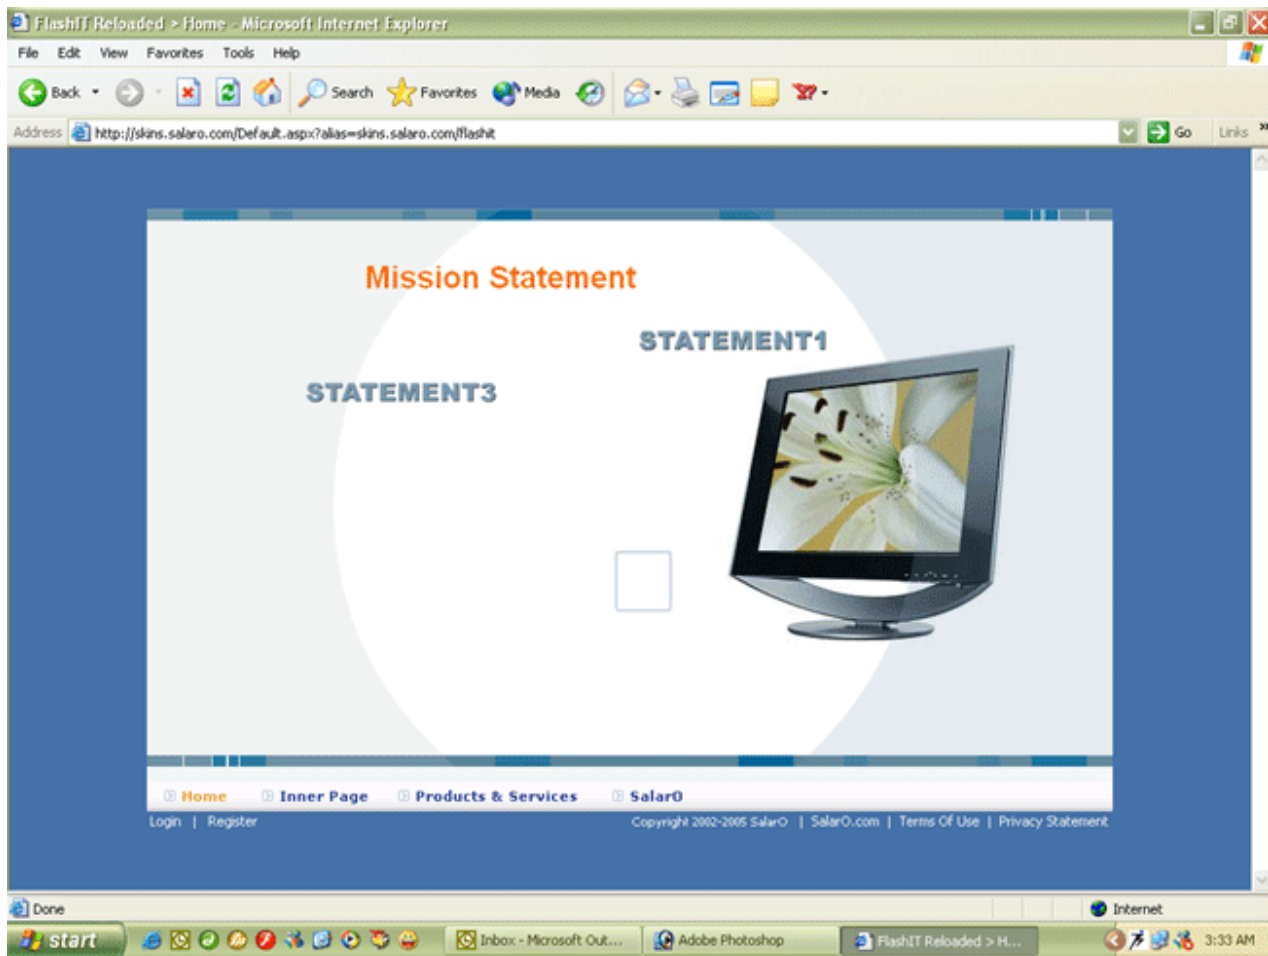 FlashIT Reloaded > Home - Microsoft Internet Explorer
File Edit View Favorites Tools Help
Back Search Favorites Media
Address http://skins.salaro.com/Default.aspx?alias=skins.salaro.com/flashit Go Links »
Mission Statement
STATEMENT1
STATEMENT3
Home Inner Page Products & Services SalarO
Login | Register Copyright 2002-2005 SalarO | SalarO.com | Terms Of Use | Privacy Statement
Done Internet
start Inbox - Microsoft Out... Adobe Photoshop FlashIT Reloaded > H... 3:33 AM